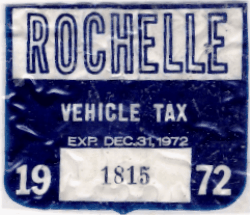 ROCHELLE
VEHICLE TAX
EXP. DEC. 31, 1972
19 1815 72